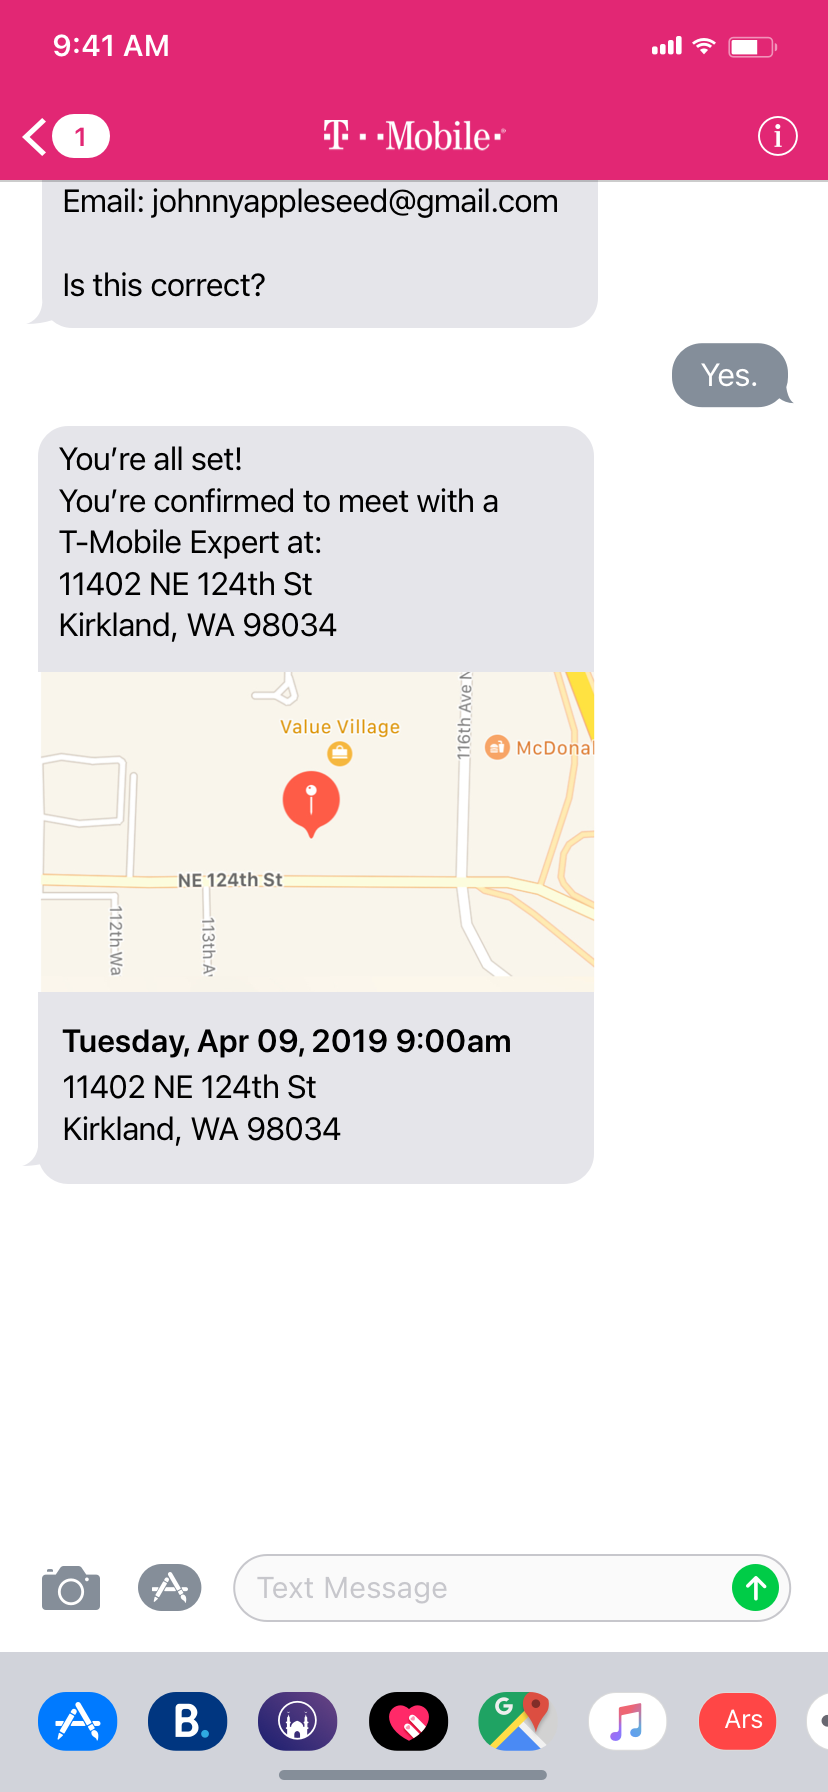 9:41 AM
1
T··Mobile·
Email: johnnyappleseed@gmail.com
Is this correct?
Yes.
You’re all set!
You’re confirmed to meet with a
T-Mobile Expert at:
11402 NE 124th St
Kirkland, WA 98034
Value Village
116th Ave N
McDonal
NE 124th St
112th Wa
113th A
Tuesday, Apr 09, 2019 9:00am
11402 NE 124th St
Kirkland, WA 98034
Text Message
B.
G
Ars